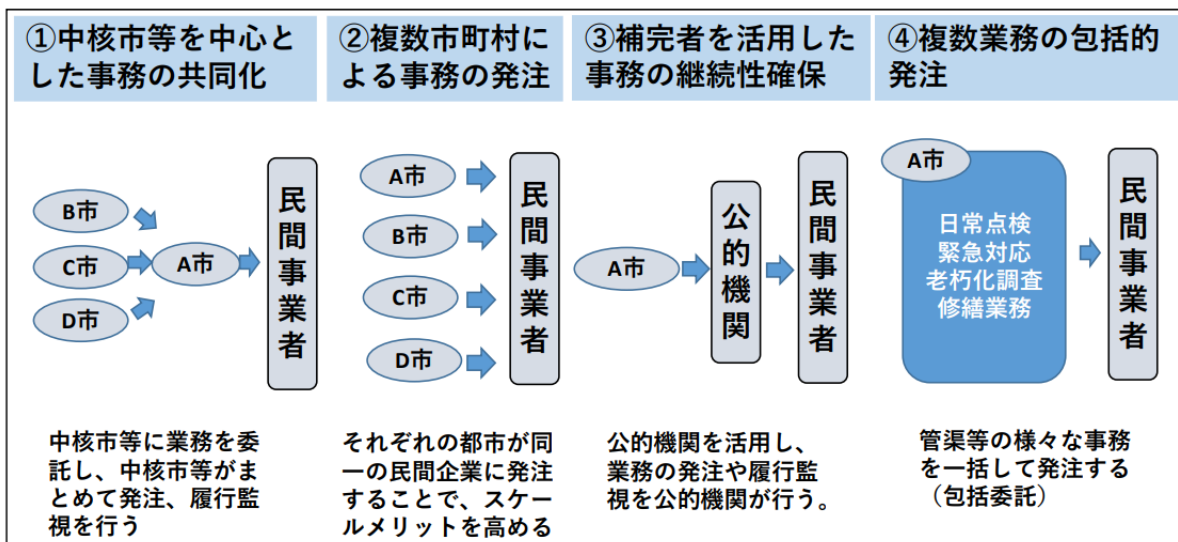 ①中核市等を中心と
した事務の共同化
B市
C市
D市
A市
民間事業者
中核市等に業務を委
託し、中核市等がま
とめて発注、履行監
視を行う
②複数市町村に
よる事務の発注
A市
B市
C市
D市
民間事業者
それぞれの都市が同
一の民間企業に発注
することで、スケー
ルメリットを高める
③補完者を活用した
事務の継続性確保
A市
公的機関
民間事業者
公的機関を活用し、
業務の発注や履行監
視を公的機関が行う。
④複数業務の包括的
発注
A市
日常点検
緊急対応
老朽化調査
修繕業務
民間事業者
管渠等の様々な事務
を一括して発注する
（包括委託）